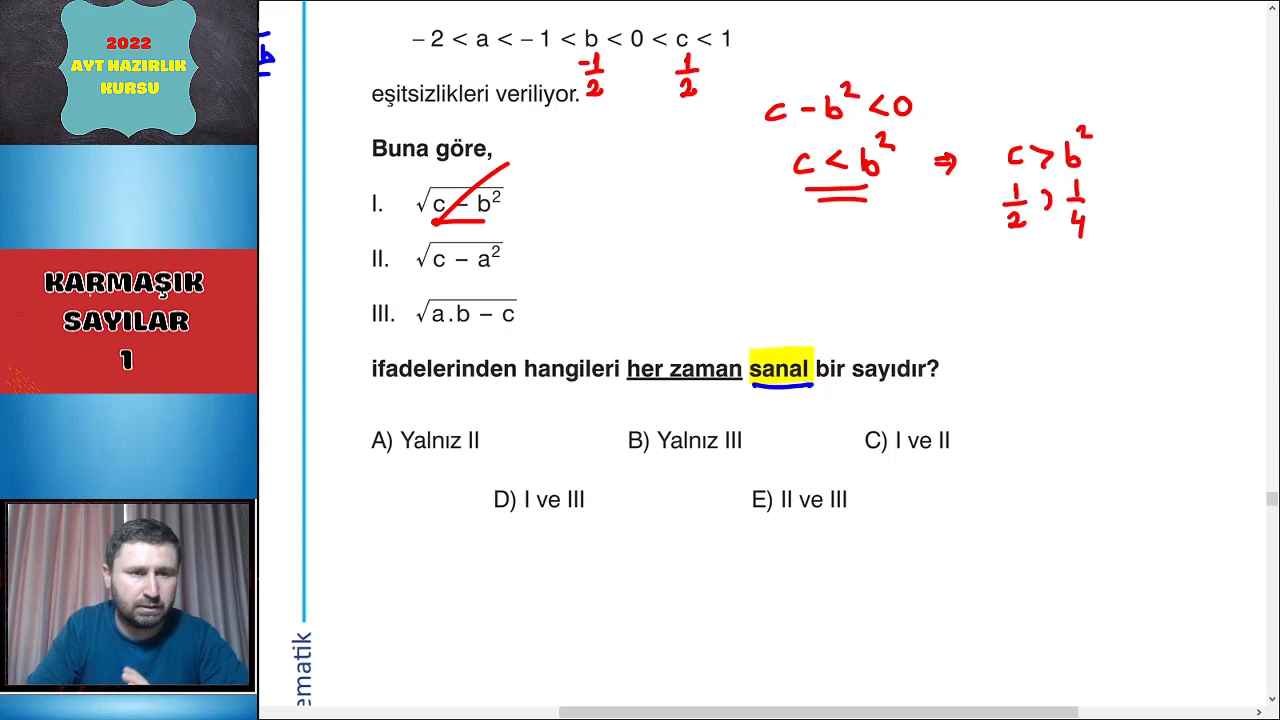 2022
AYT HAZIRLIK
KURSU
KARMAŞIK
SAYILAR
1
– 2 < a < – 1 < b < 0 < c < 1
-1/2 1/2
eşitsizlikleri veriliyor.
c - b² < 0
c < b² ⇒ c > b²
1/2 > 1/4
Buna göre,
I. √(c – b²)
II. √(c – a²)
III. √(a.b – c)
ifadelerinden hangileri her zaman sanal bir sayıdır?
A) Yalnız II B) Yalnız III C) I ve II
D) I ve III E) II ve III
ematik